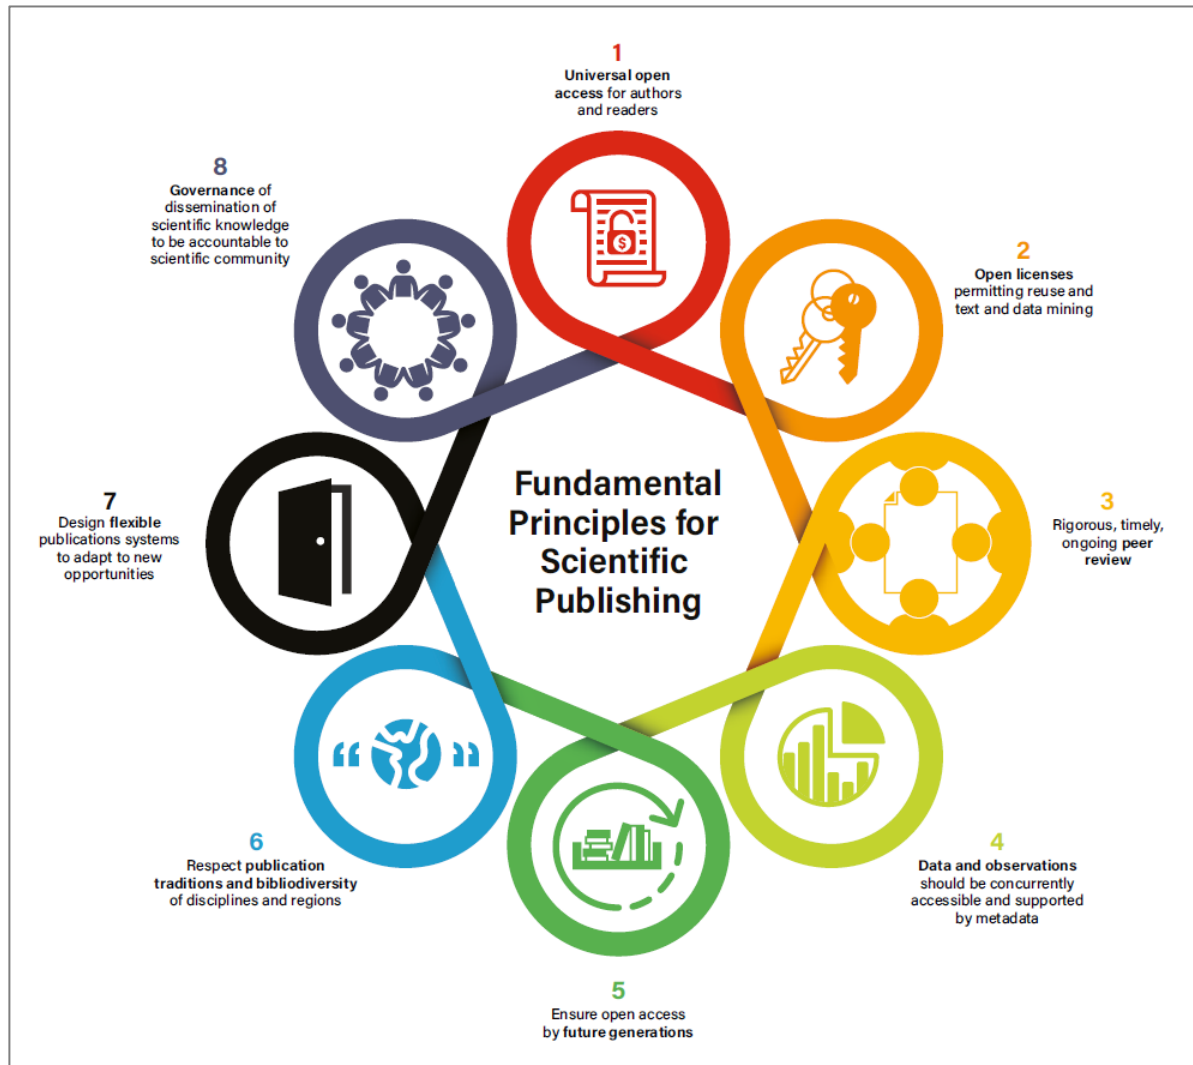 1
Universal open
access for authors
and readers
2
Open licenses
permitting reuse and
text and data mining
3
Rigorous, timely,
ongoing peer
review
4
Data and observations
should be concurrently
accessible and supported
by metadata
5
Ensure open access
by future generations
6
Respect publication
traditions and bibliodiversity
of disciplines and regions
7
Design flexible
publications systems
to adapt to new
opportunities
8
Governance of
dissemination of
scientific knowledge
to be accountable to
scientific community
Fundamental
Principles for
Scientific
Publishing
$